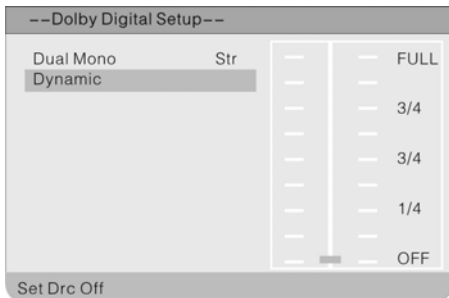 --Dolby Digital Setup--
Dual Mono Str
Dynamic
FULL
3/4
3/4
1/4
OFF
Set Drc Off